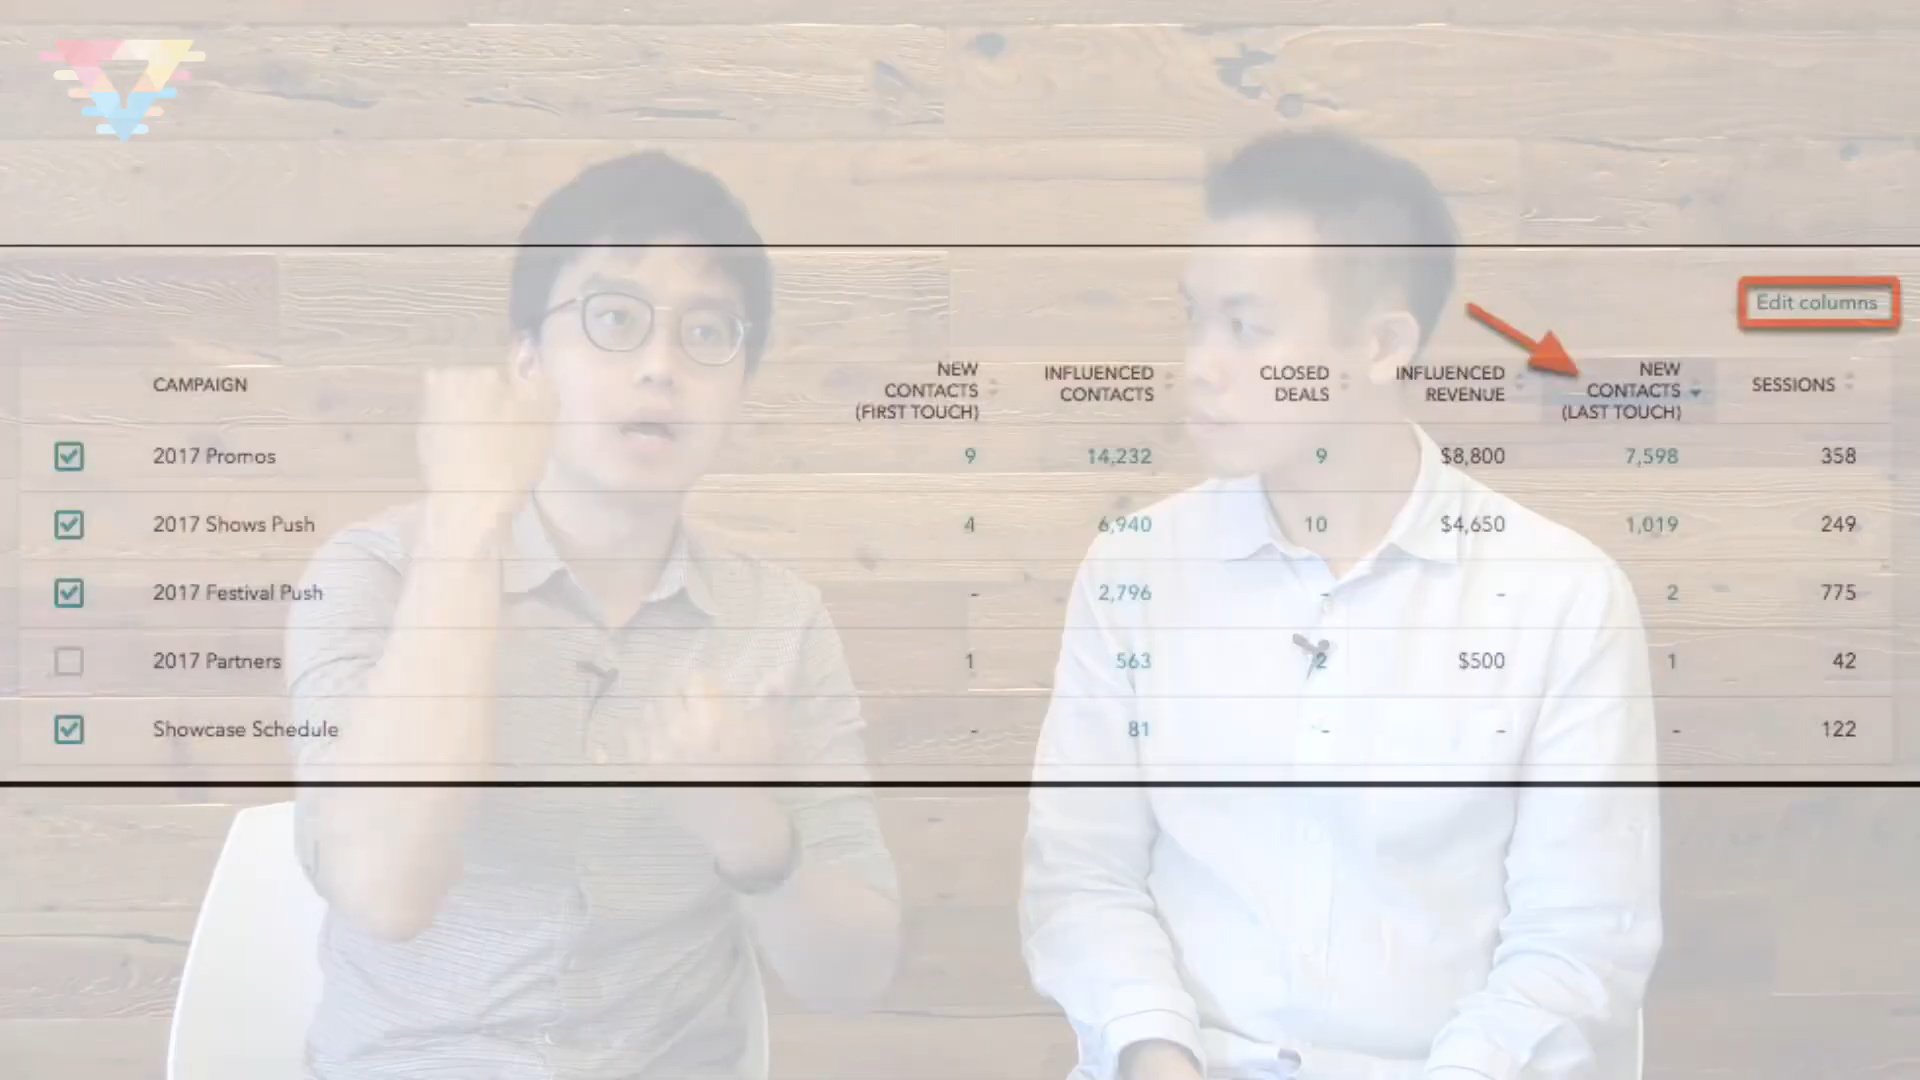 Edit columns
CAMPAIGN
NEW CONTACTS (FIRST TOUCH)
INFLUENCED CONTACTS
CLOSED DEALS
INFLUENCED REVENUE
NEW CONTACTS (LAST TOUCH)
SESSIONS
2017 Promos 9 14,232 9 $8,800 7,598 358
2017 Shows Push 4 6,940 10 $4,650 1,019 249
2017 Festival Push - 2,796 - - 2 775
2017 Partners 1 563 2 $500 1 42
Showcase Schedule - 81 - - - 122